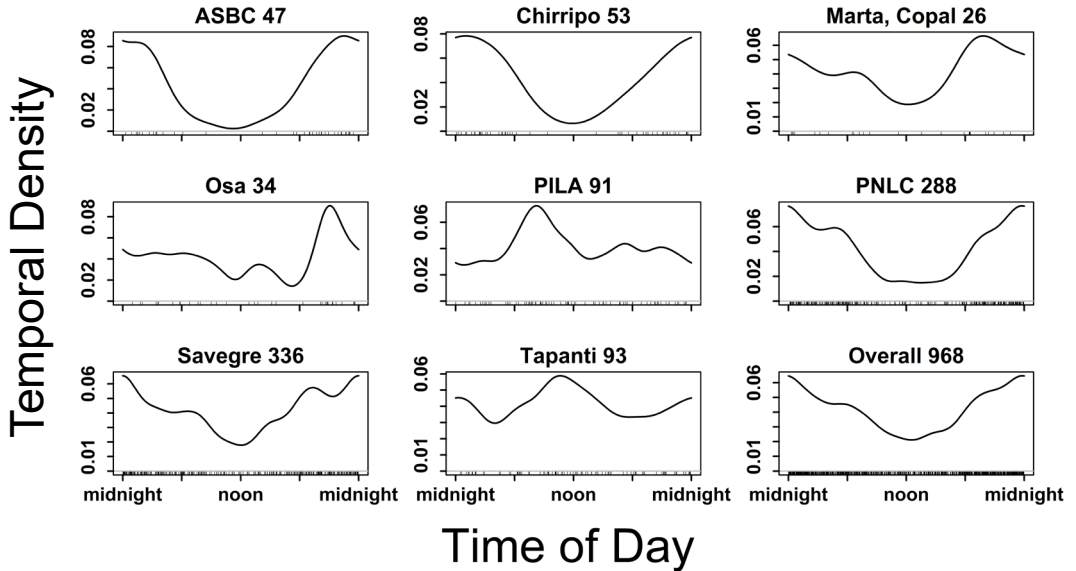 ASBC 47
Chirripo 53
Marta, Copal 26
0.08
0.02
0.08
0.02
0.06
0.01
Osa 34
PILA 91
PNLC 288
0.08
0.02
0.06
0.02
0.06
0.02
Savegre 336
Tapanti 93
Overall 968
0.06
0.01
0.06
0.01
0.06
0.01
midnight noon midnight
midnight noon midnight
midnight noon midnight
Temporal Density
Time of Day